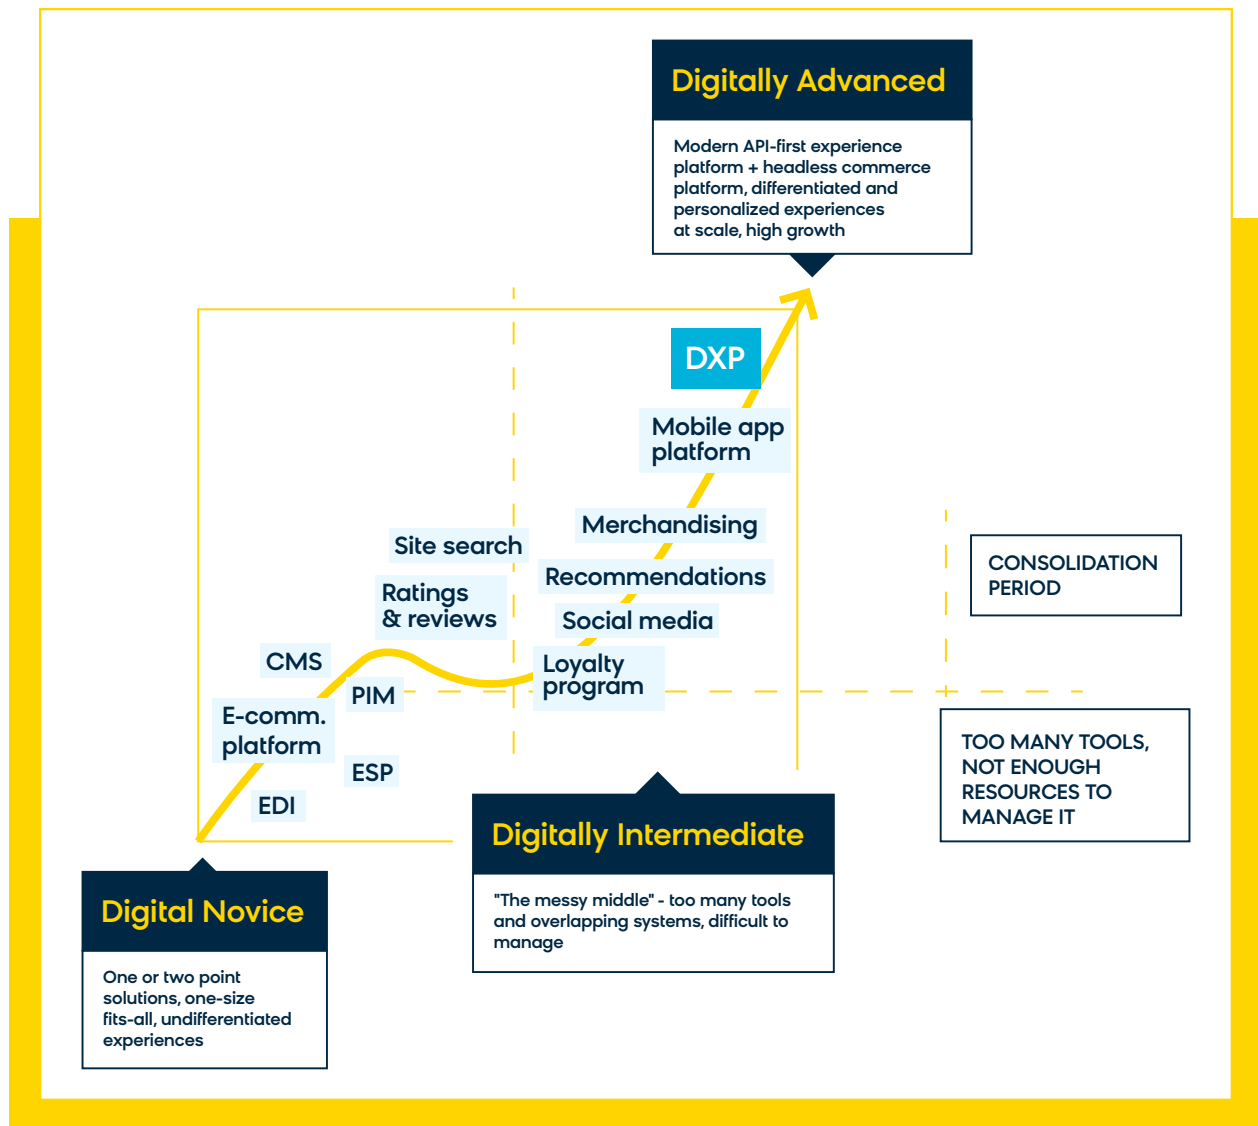 Digitally Advanced
Modern API-first experience
platform + headless commerce
platform, differentiated and
personalized experiences
at scale, high growth
DXP
Mobile app
platform
Merchandising
Site search
Recommendations
Ratings
& reviews
Social media
CMS
Loyalty
program
PIM
E-comm.
platform
ESP
EDI
CONSOLIDATION
PERIOD
TOO MANY TOOLS,
NOT ENOUGH
RESOURCES TO
MANAGE IT
Digitally Intermediate
"The messy middle" - too many tools
and overlapping systems, difficult to
manage
Digital Novice
One or two point
solutions, one-size
fits-all, undifferentiated
experiences